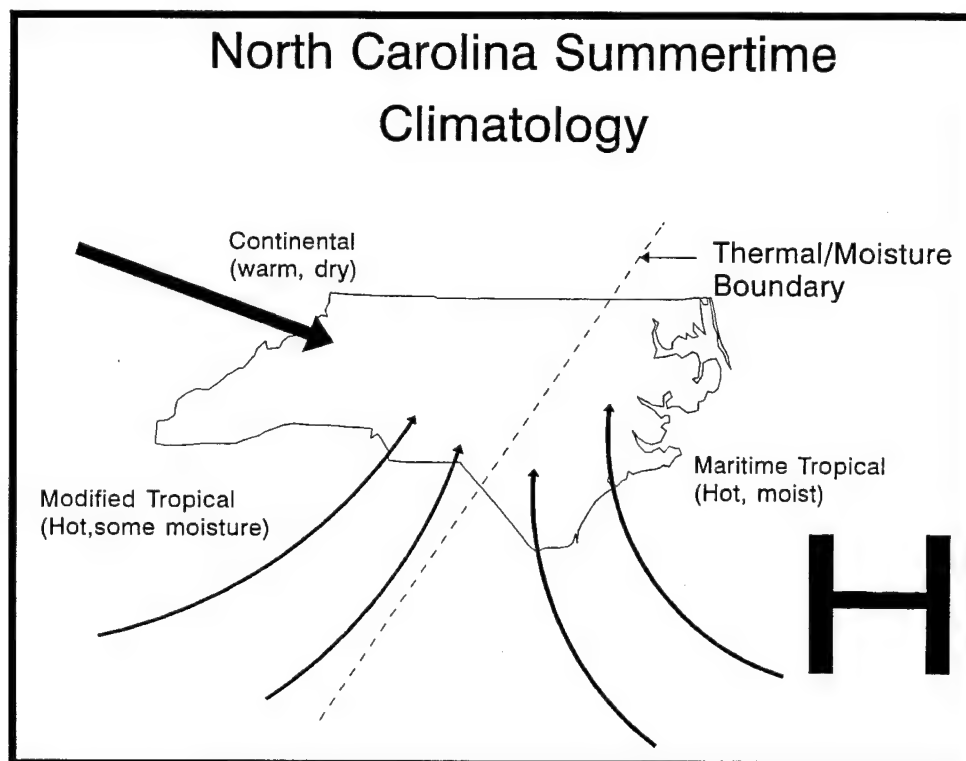 North Carolina Summertime
Climatology
Continental
(warm, dry)
Thermal/Moisture
Boundary
Modified Tropical
(Hot,some moisture)
Maritime Tropical
(Hot, moist)
H